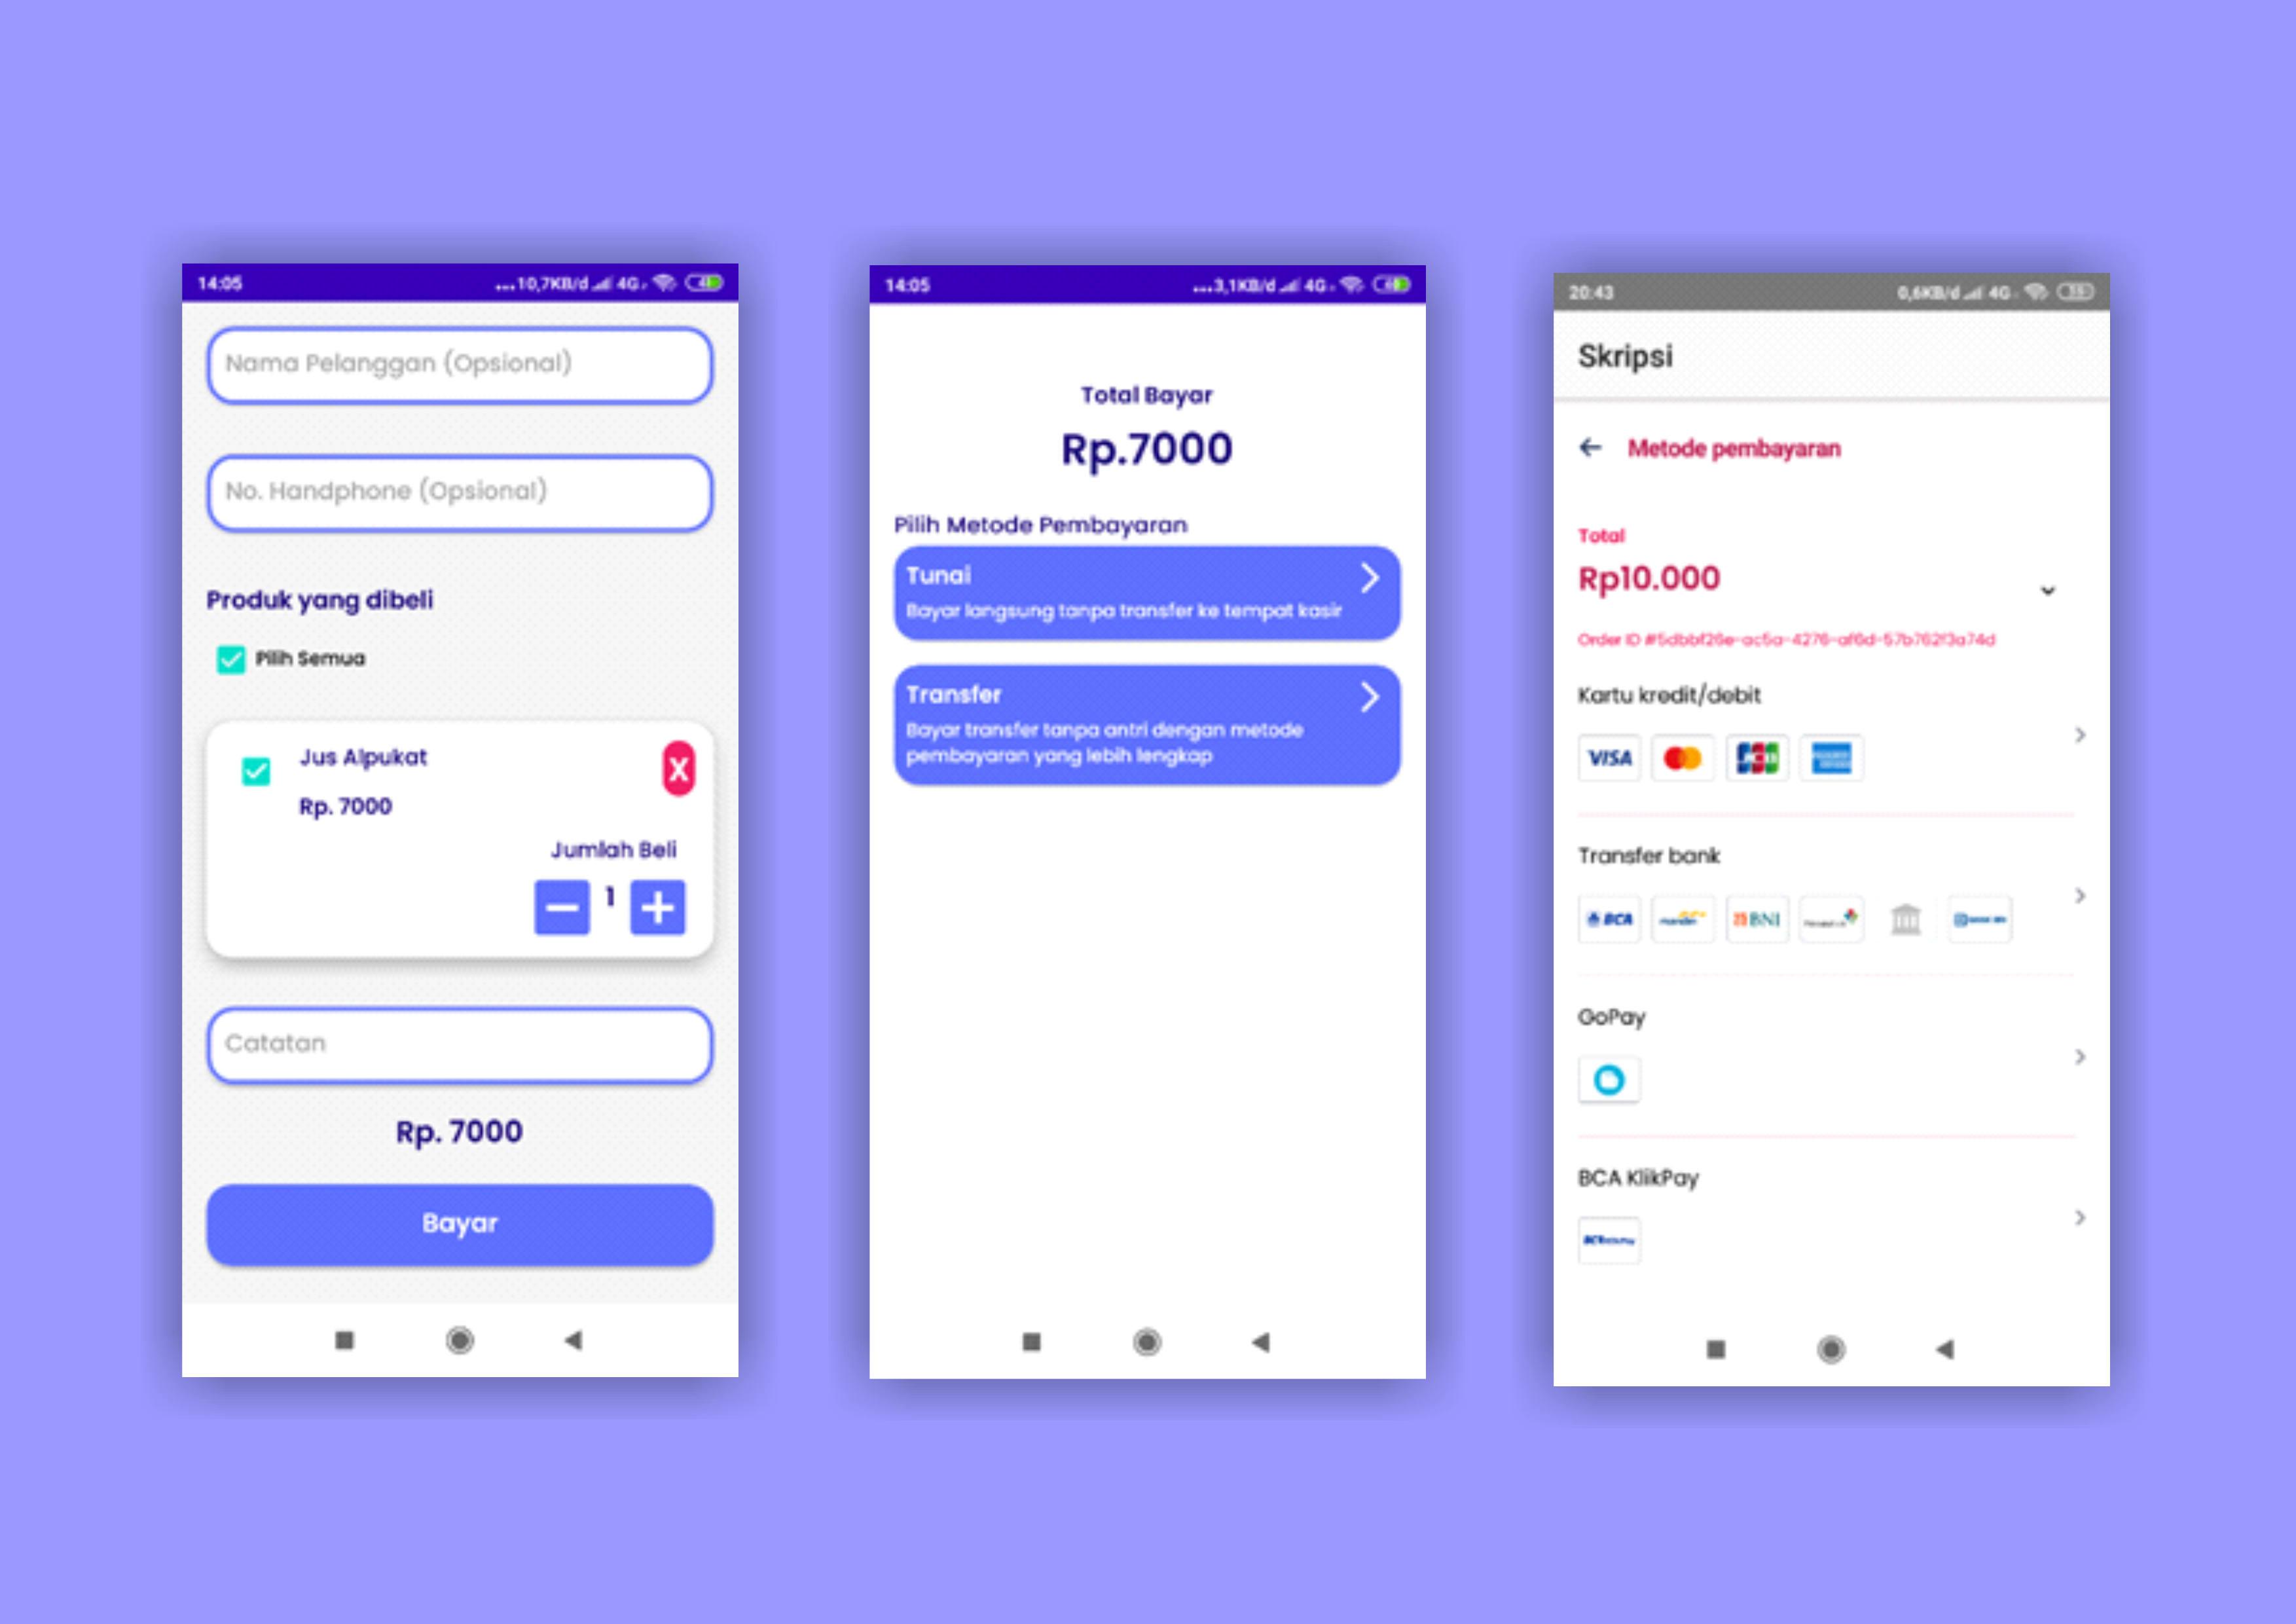 14:05
...10,7KB/d 4G
Nama Pelanggan (Opsional)
No. Handphone (Opsional)
Produk yang dibeli
Pilih Semua
Jus Alpukat
X
Rp. 7000
Jumlah Beli
1
Catatan
Rp. 7000
Bayar
14:05
...3,1KB/d 4G
Total Bayar
Rp.7000
Pilih Metode Pembayaran
Tunai
Bayar langsung tanpa transfer ke tempat kasir
Transfer
Bayar transfer tanpa antri dengan metode
pembayaran yang lebih lengkap
20:43
0,6KB/d 4G
Skripsi
Metode pembayaran
Total
Rp10.000
Order ID #5dbbf26e-ac5a-4276-af6d-57b762f3a74d
Kartu kredit/debit
VISA
JCB
Transfer bank
BCA
mandiri
BNI
GoPay
BCA KlikPay